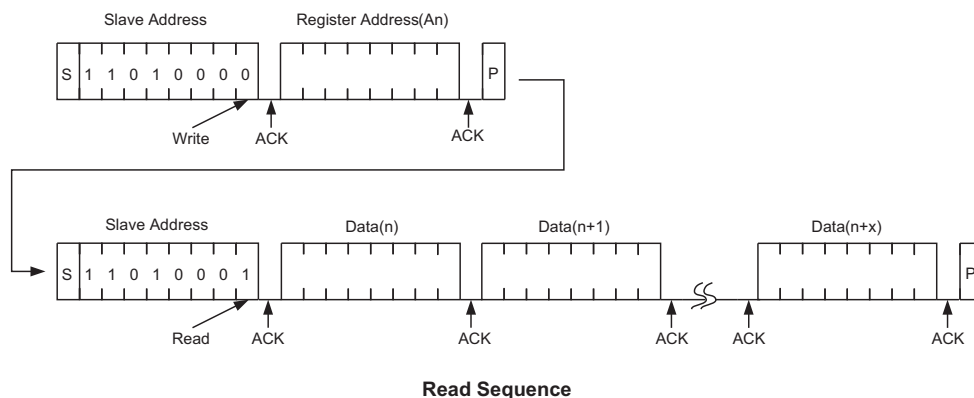 Slave Address Register Address(An)
S 1 1 0 1 0 0 0 0 P
Write ACK ACK
Slave Address Data(n) Data(n+1) Data(n+x)
S 1 1 0 1 0 0 0 1 P
Read ACK ACK ACK ACK ACK
Read Sequence